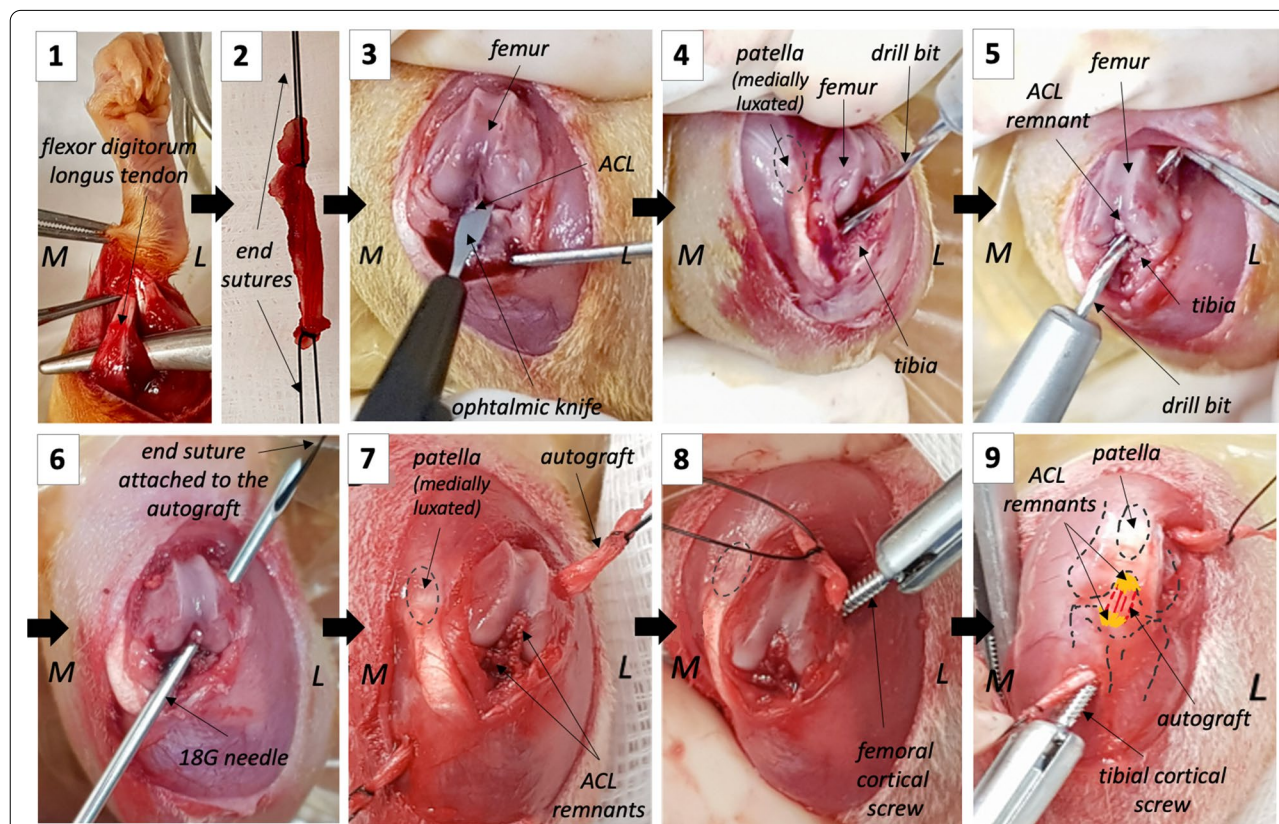 1
flexor digitorum
longus tendon
M
L
2
end
sutures
3
femur
ACL
M
L
ophtalmic knife
4
patella
(medially
luxated)
femur
drill bit
M
L
tibia
5
femur
ACL
remnant
M
L
tibia
drill bit
6
end suture
attached to the
autograft
M
L
18G needle
7
patella
(medially
luxated)
autograft
M
L
ACL
remnants
8
M
L
femoral
cortical
screw
9
patella
ACL
remnants
M
L
autograft
tibial cortical
screw